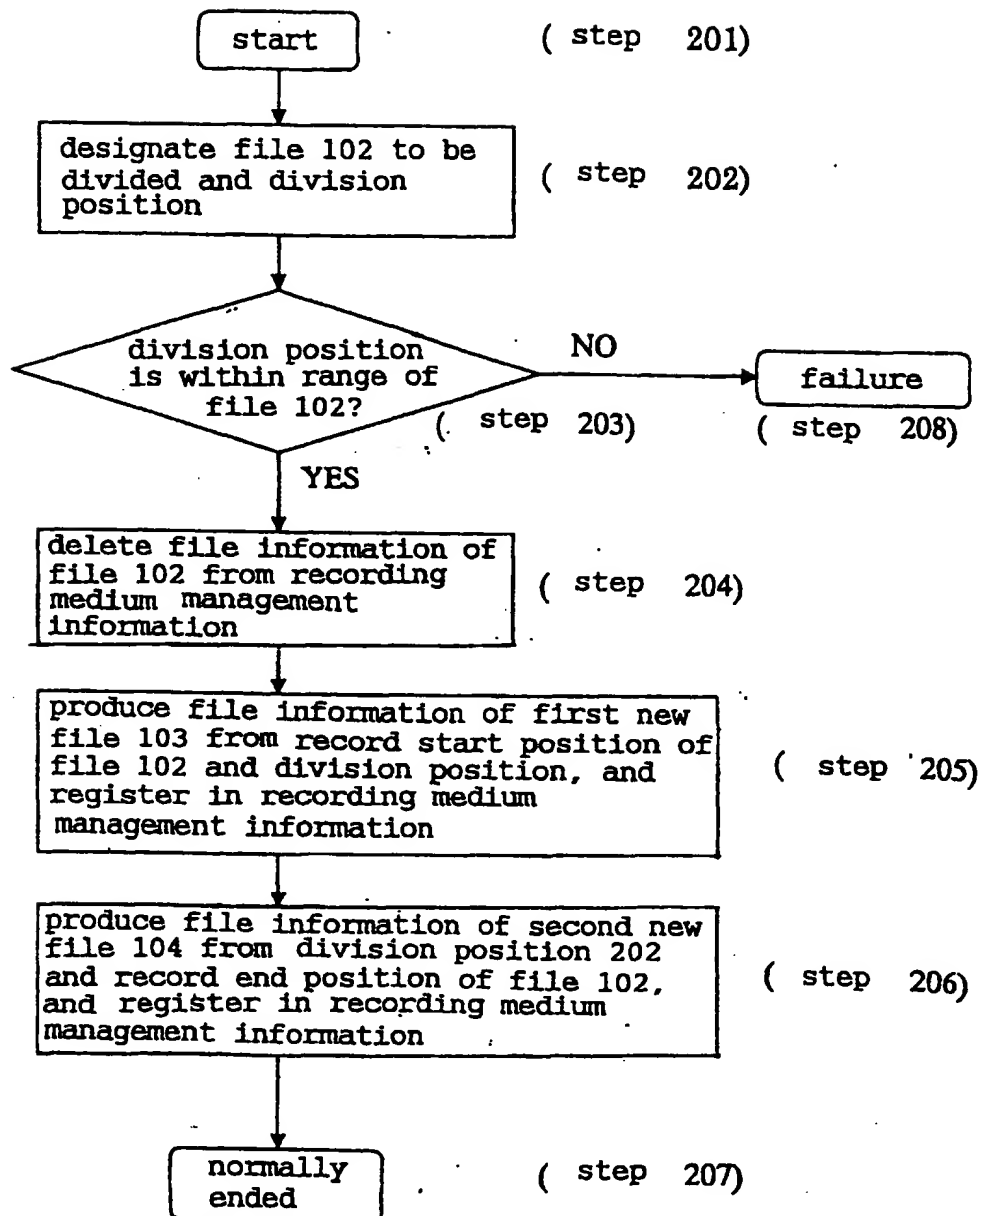 start
( step 201)
designate file 102 to be
divided and division
position
( step 202)
division position
is within range of
file 102?
( step 203)
NO
failure
( step 208)
YES
delete file information of
file 102 from recording
medium management
information
( step 204)
produce file information of first new
file 103 from record start position of
file 102 and division position, and
register in recording medium
management information
( step 205)
produce file information of second new
file 104 from division position 202
and record end position of file 102,
and register in recording medium
management information
( step 206)
normally
ended
( step 207)